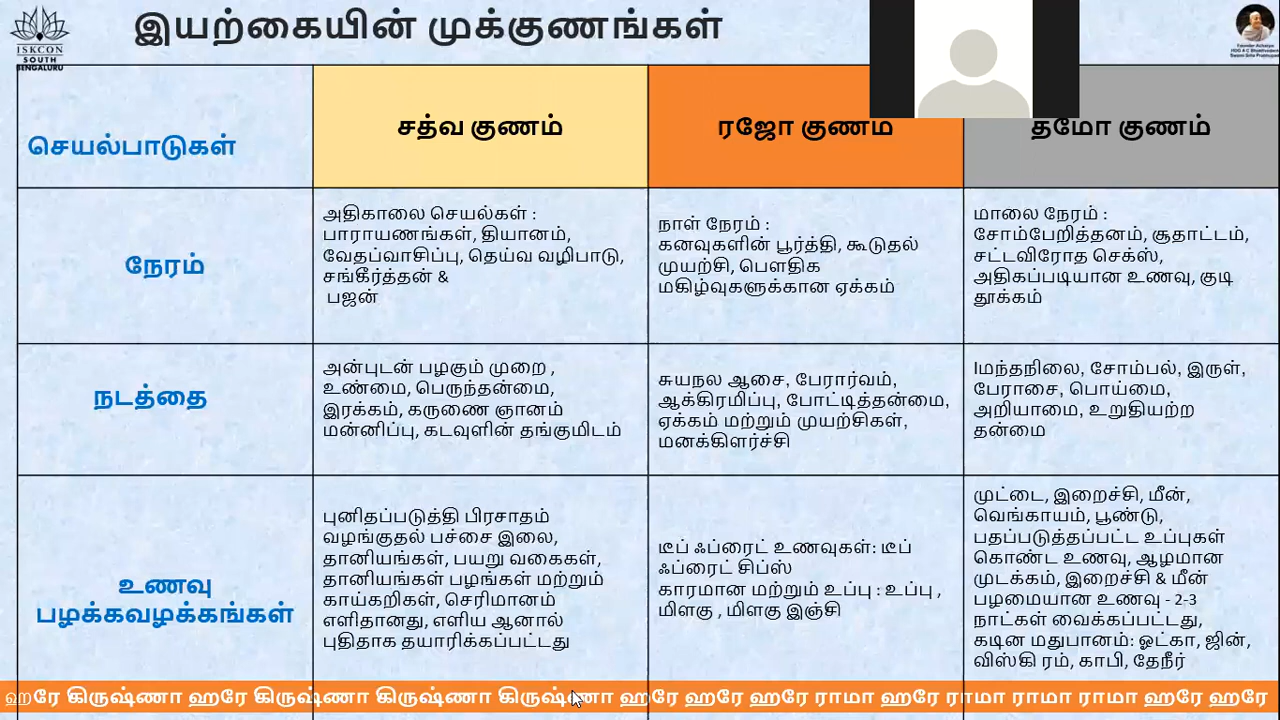 இயற்கையின் முக்குணங்கள்
ISKCON
SOUTH
BENGALURU
செயல்பாடுகள்
சத்வ குணம்
ரஜோ குணம்
தமோ குணம்
நேரம்
அதிகாலை செயல்கள் :
பாராயணங்கள், தியானம்,
வேதப்வாசிப்பு, தெய்வ வழிபாடு,
சங்கீர்த்தன் &
பஜன்
நாள் நேரம் :
கனவுகளின் பூர்த்தி, கூடுதல்
முயற்சி, பௌதிக
மகிழ்வுகளுக்கான ஏக்கம்
மாலை நேரம் :
சோம்பேறித்தனம், சூதாட்டம்,
சட்டவிரோத செக்ஸ்,
அதிகப்படியான உணவு, குடி
தூக்கம்
நடத்தை
அன்புடன் பழகும் முறை ,
உண்மை, பெருந்தன்மை,
இரக்கம், கருணை ஞானம்
மன்னிப்பு, கடவுளின் தங்குமிடம்
சுயநல ஆசை, பேரார்வம்,
ஆக்கிரமிப்பு, போட்டித்தன்மை,
ஏக்கம் மற்றும் முயற்சிகள்,
மனக்கிளர்ச்சி
lமந்தநிலை, சோம்பல், இருள்,
பேராசை, பொய்மை,
அறியாமை, உறுதியற்ற
தன்மை
உணவு
பழக்கவழக்கங்கள்
புனிதப்படுத்தி பிரசாதம்
வழங்குதல் பச்சை இலை,
தானியங்கள், பயறு வகைகள்,
தானியங்கள் பழங்கள் மற்றும்
காய்கறிகள், செரிமானம்
எளிதானது, எளிய ஆனால்
புதிதாக தயாரிக்கப்பட்டது
டீப் ஃப்ரைட் உணவுகள்: டீப்
ஃப்ரைட் சிப்ஸ்
காரமான மற்றும் உப்பு : உப்பு ,
மிளகு , மிளகு இஞ்சி
முட்டை, இறைச்சி, மீன்,
வெங்காயம், பூண்டு,
பதப்படுத்தப்பட்ட உப்புகள்
கொண்ட உணவு, ஆழமான
முடக்கம், இறைச்சி & மீன்
பழமையான உணவு - 2-3
நாட்கள் வைக்கப்பட்டது,
கடின மதுபானம்: ஓட்கா, ஜின்,
விஸ்கி ரம், காபி, தேநீர்
ஹரே கிருஷ்ணா ஹரே கிருஷ்ணா கிருஷ்ணா கிருஷ்ணா ஹரே ஹரே ஹரே ராமா ஹரே ராமா ராமா ராமா ஹரே ஹரே